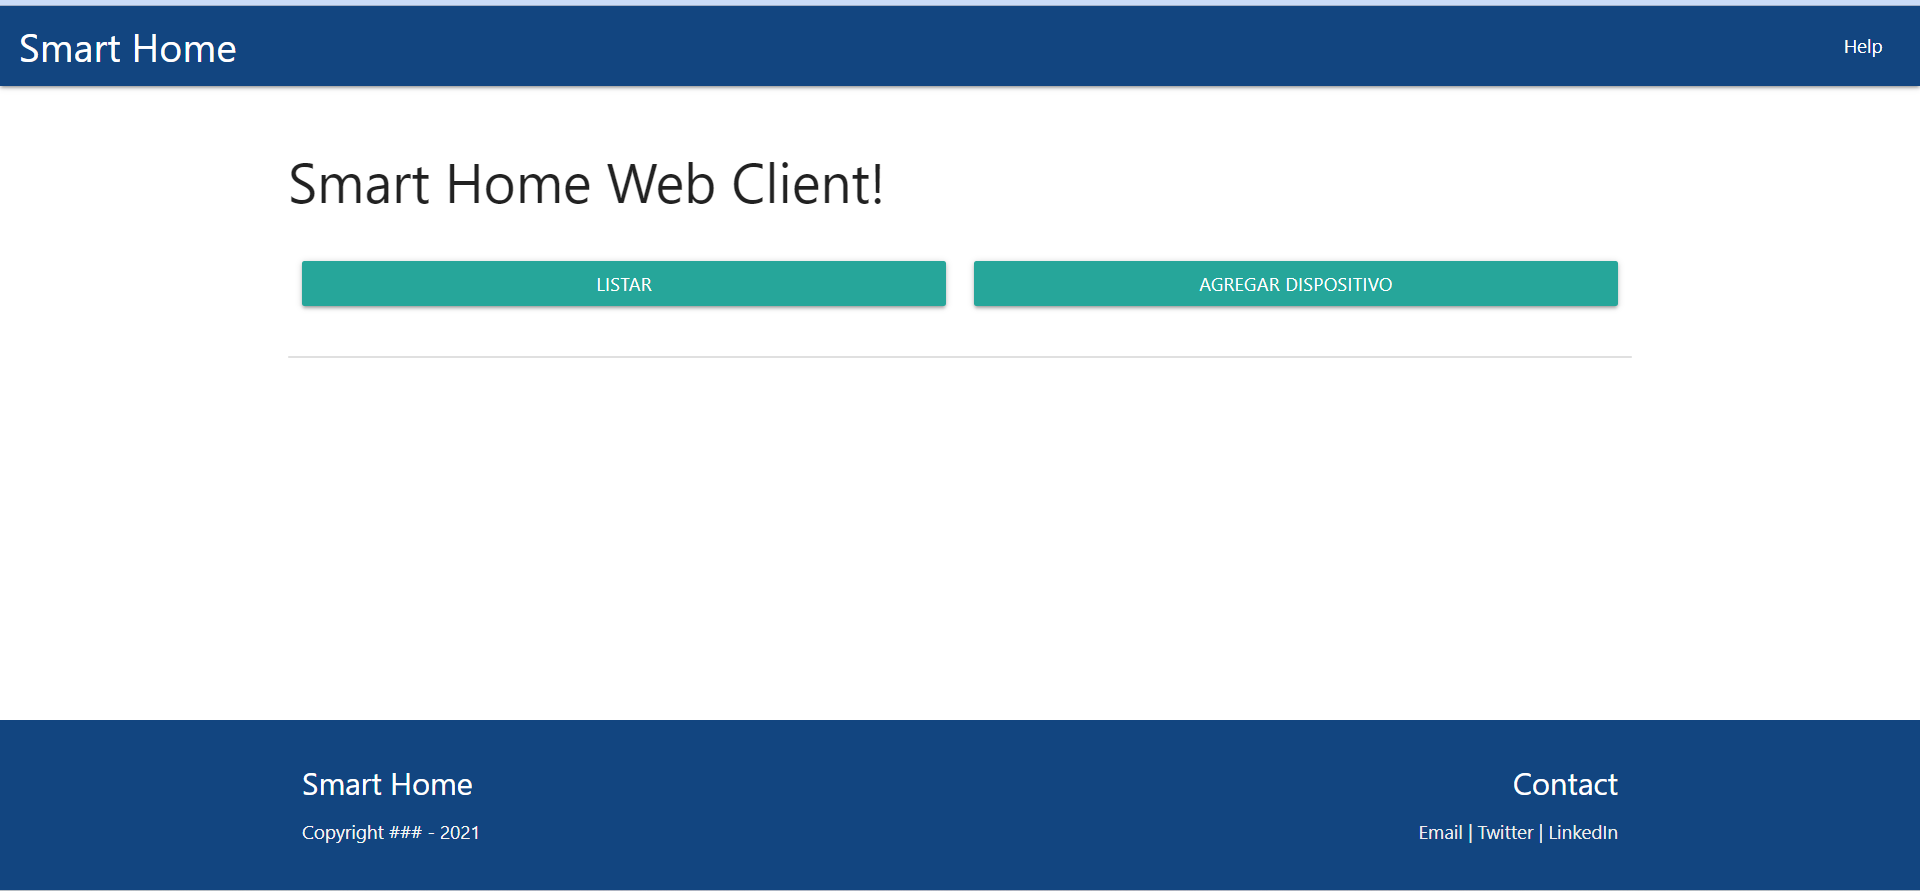 Smart Home
Help
Smart Home Web Client!
LISTAR
AGREGAR DISPOSITIVO
Smart Home
Copyright ### - 2021
Contact
Email | Twitter | LinkedIn